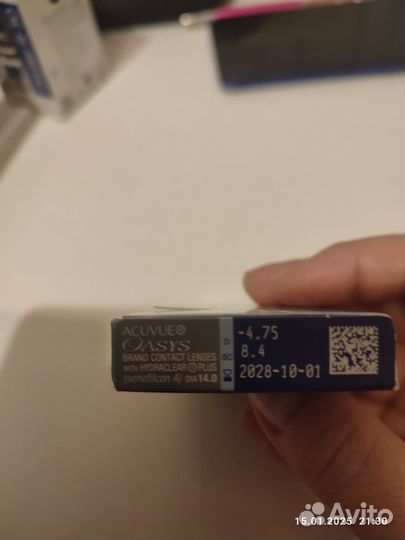 ACUVUE®
OASYS
BRAND CONTACT LENSES
WITH HYDRACLEAR® PLUS
(senofilcon A) DIA 14.0
D -4.75
BC 8.4
2028-10-01
15.01.2025 21:30
Avito